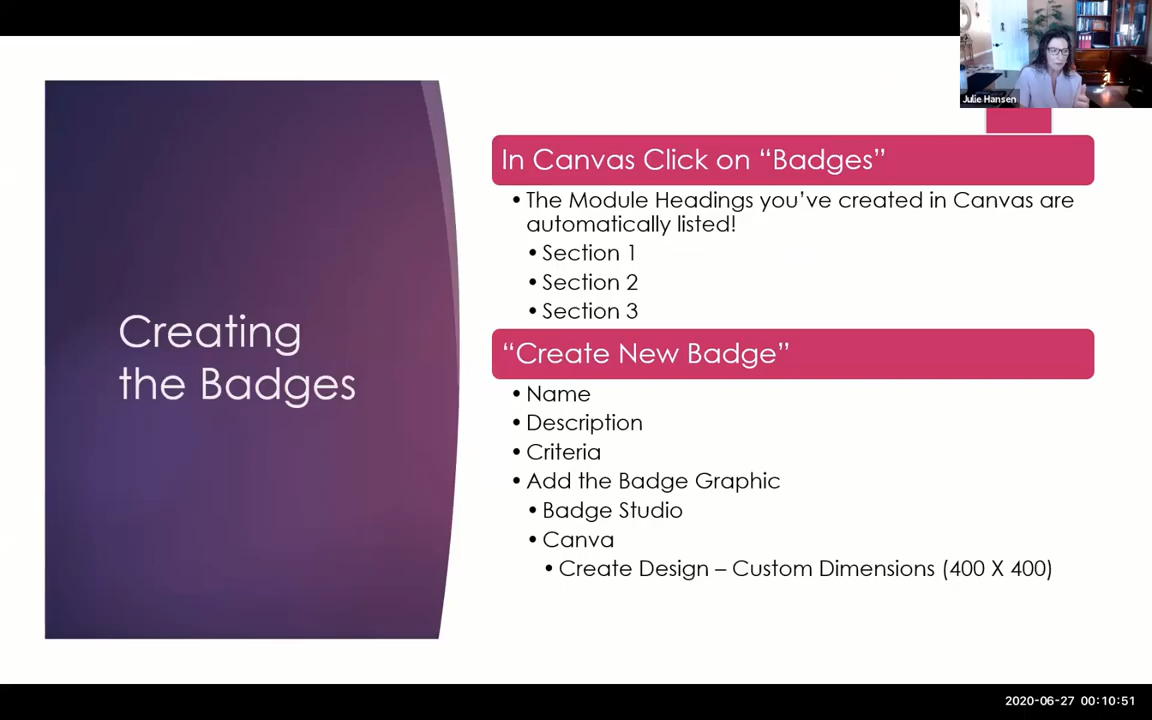 Julie Hansen
Creating
the Badges
In Canvas Click on “Badges”
• The Module Headings you’ve created in Canvas are
automatically listed!
• Section 1
• Section 2
• Section 3
“Create New Badge”
• Name
• Description
• Criteria
• Add the Badge Graphic
• Badge Studio
• Canva
• Create Design – Custom Dimensions (400 X 400)
2020-06-27 00:10:51